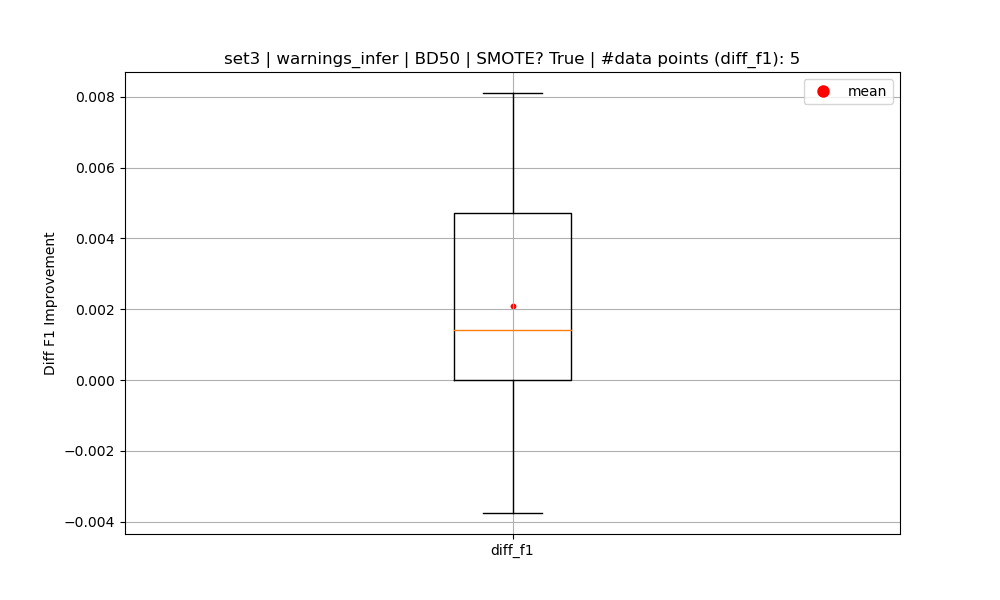 set3 | warnings_infer | BD50 | SMOTE? True | #data points (diff_f1): 5
mean
0.008
0.006
0.004
0.002
0.000
−0.002
−0.004
Diff F1 Improvement
diff_f1